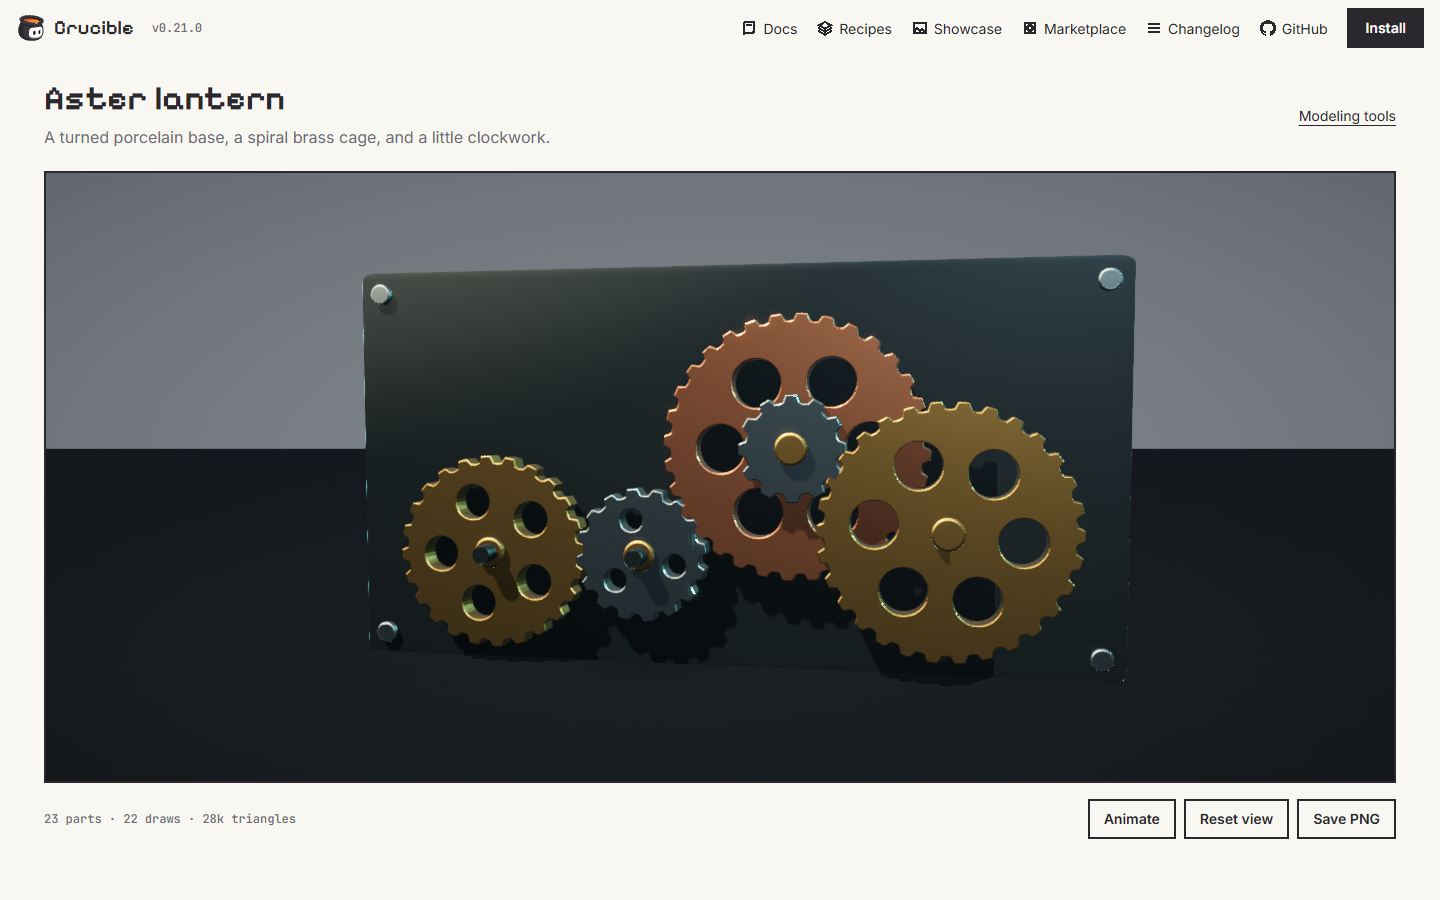 Crucible v0.21.0 Docs Recipes Showcase Marketplace Changelog GitHub Install
Aster lantern
A turned porcelain base, a spiral brass cage, and a little clockwork.
Modeling tools
23 parts · 22 draws · 28k triangles
Animate Reset view Save PNG